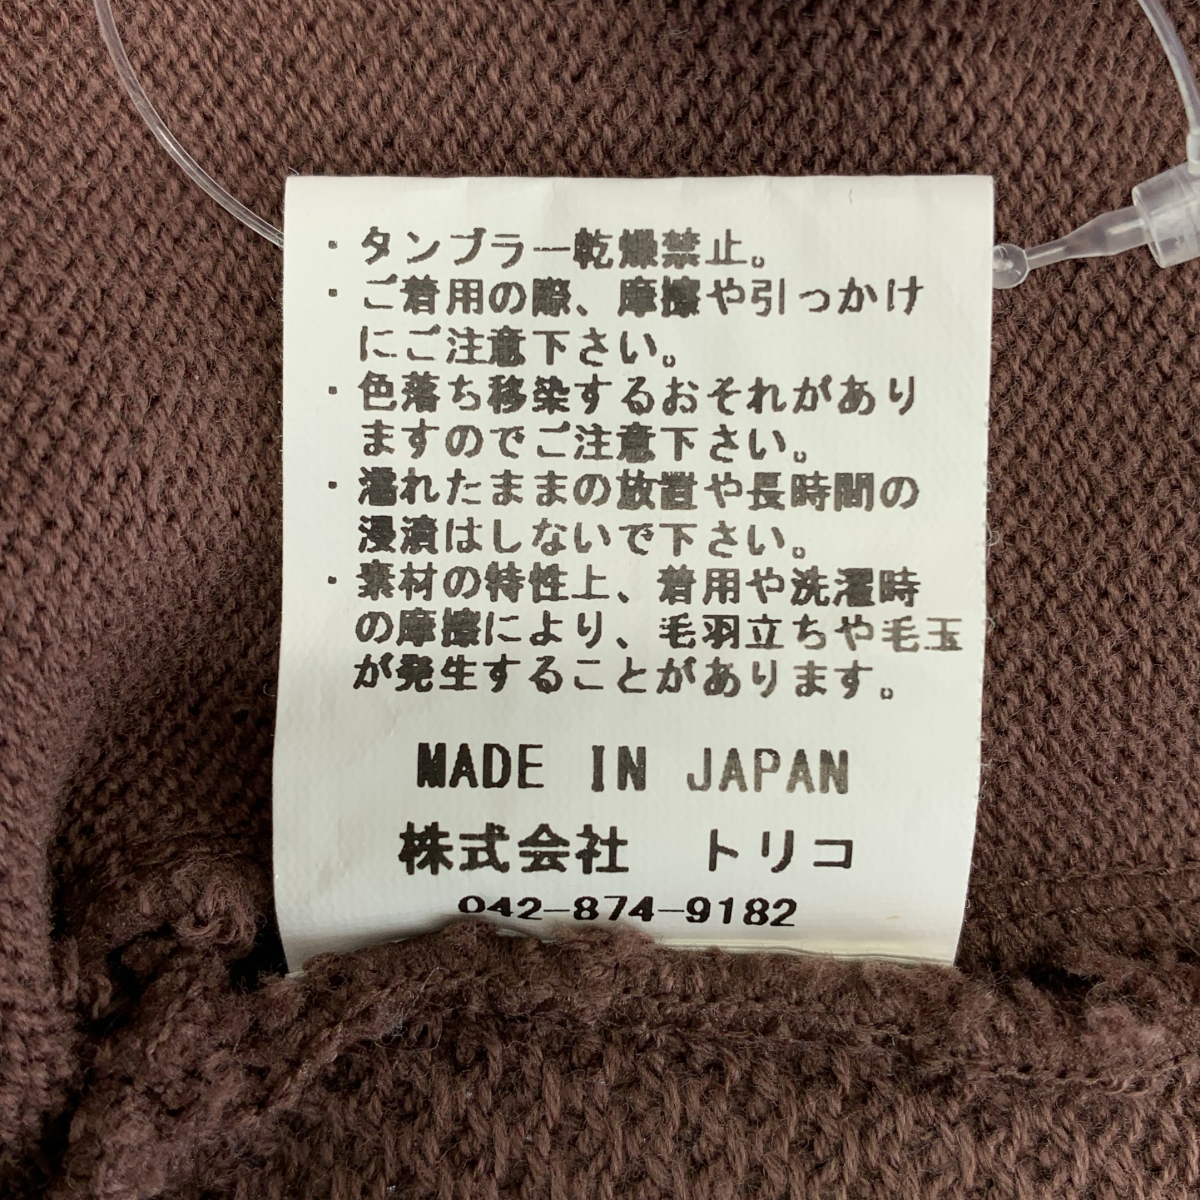 ・タンブラー乾燥禁止。
・ご着用の際、摩擦や引っかけ
にご注意下さい。
・色落ち移染するおそれがあり
ますのでご注意下さい。
・濡れたままの放置や長時間の
浸漬はしないで下さい。
・素材の特性上、着用や洗濯時
の摩擦により、毛羽立ちや毛玉
が発生することがあります。
MADE IN JAPAN
株式会社 トリコ
042-874-9182